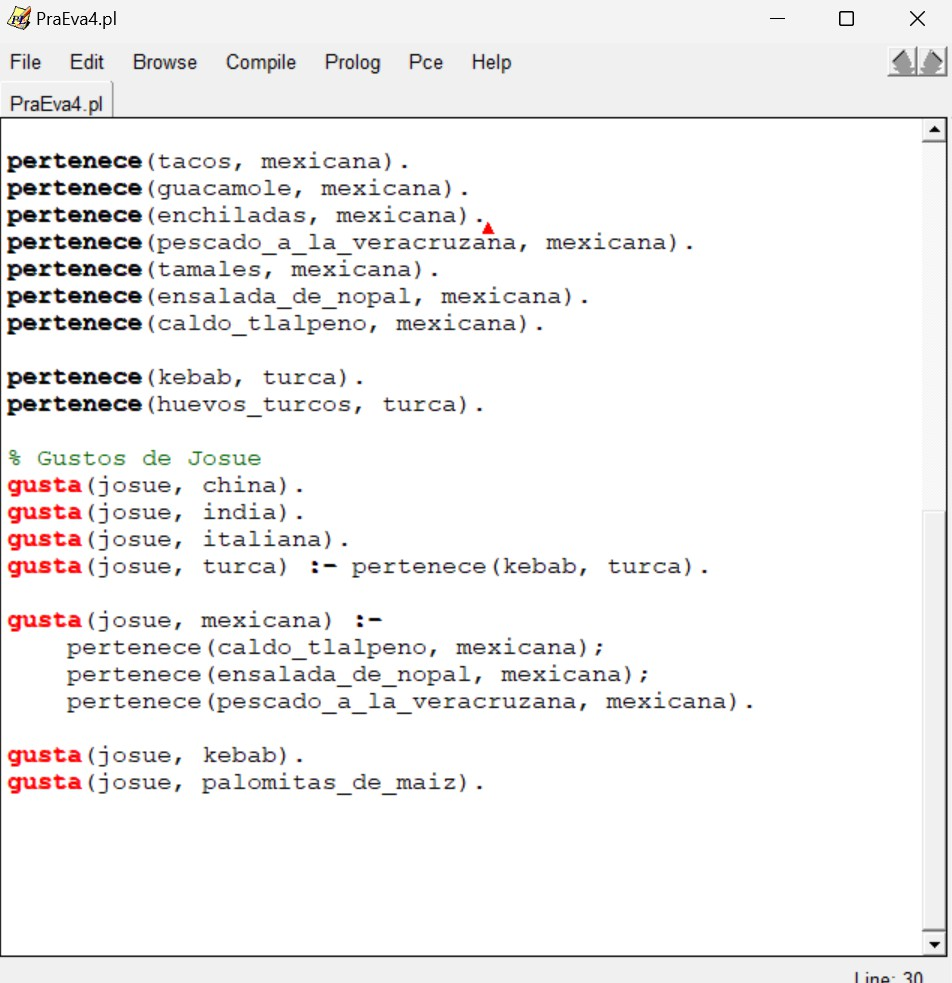 PraEva4.pl
File Edit Browse Compile Prolog Pce Help
PraEva4.pl
pertenece(tacos, mexicana).
pertenece(guacamole, mexicana).
pertenece(enchiladas, mexicana).
pertenece(pescado_a_la_veracruzana, mexicana).
pertenece(tamales, mexicana).
pertenece(ensalada_de_nopal, mexicana).
pertenece(caldo_tlalpeno, mexicana).
pertenece(kebab, turca).
pertenece(huevos_turcos, turca).
% Gustos de Josue
gusta(josue, china).
gusta(josue, india).
gusta(josue, italiana).
gusta(josue, turca) :- pertenece(kebab, turca).
gusta(josue, mexicana) :-
    pertenece(caldo_tlalpeno, mexicana);
    pertenece(ensalada_de_nopal, mexicana);
    pertenece(pescado_a_la_veracruzana, mexicana).
gusta(josue, kebab).
gusta(josue, palomitas_de_maiz).
Line: 30